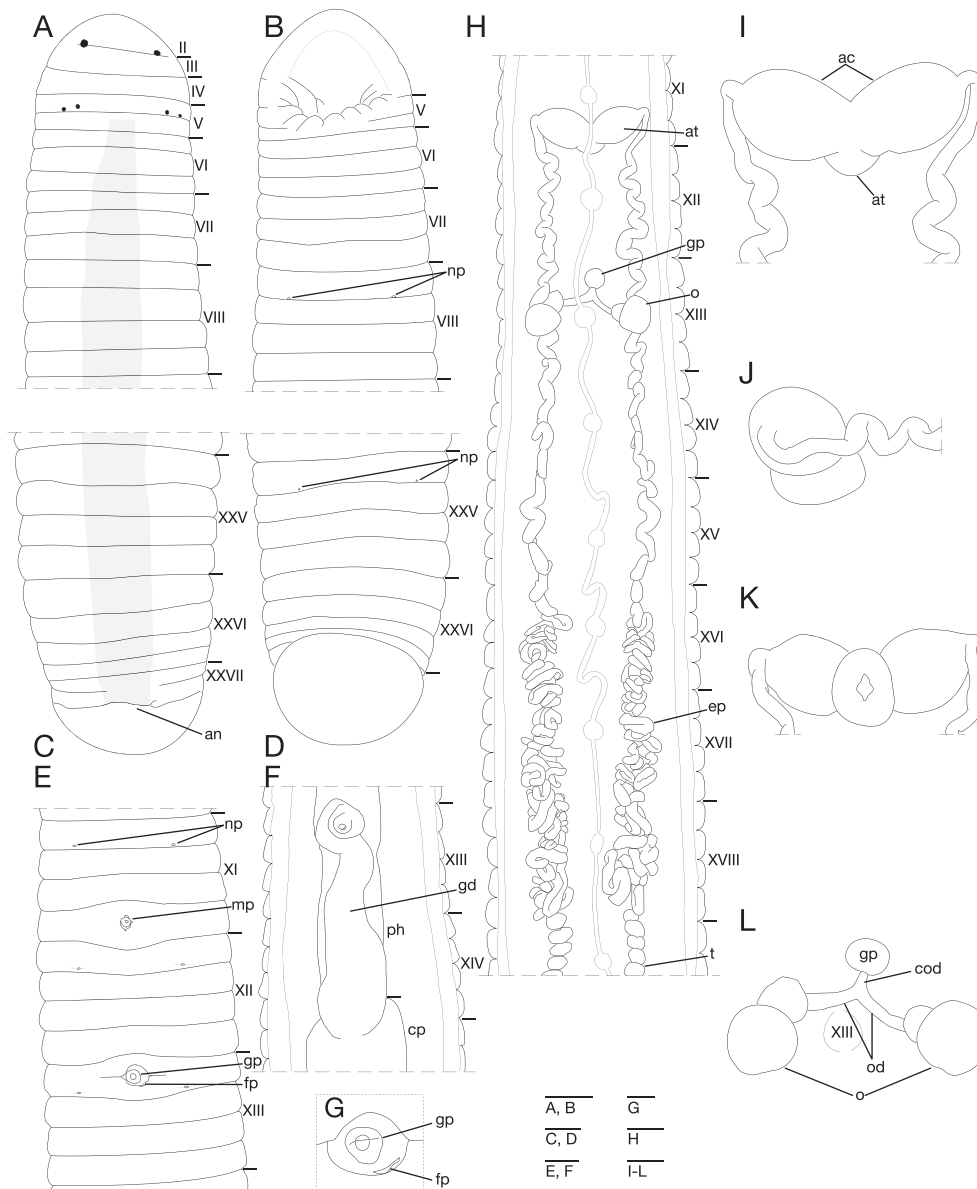 A
II
III
IV
V
VI
VII
VIII
B
V
VI
VII
np
VIII
C
XXV
XXVI
XXVII
an
D
np
XXV
XXVI
E
np
XI
mp
XII
gp
fp
XIII
F
XIII
gd
ph
XIV
cp
G
gp
fp
H
XI
at
XII
gp
o
XIII
XIV
XV
XVI
ep
XVII
XVIII
t
I
ac
at
J
K
L
gp
cod
XIII
od
o
A, B
C, D
E, F
G
H
I-L